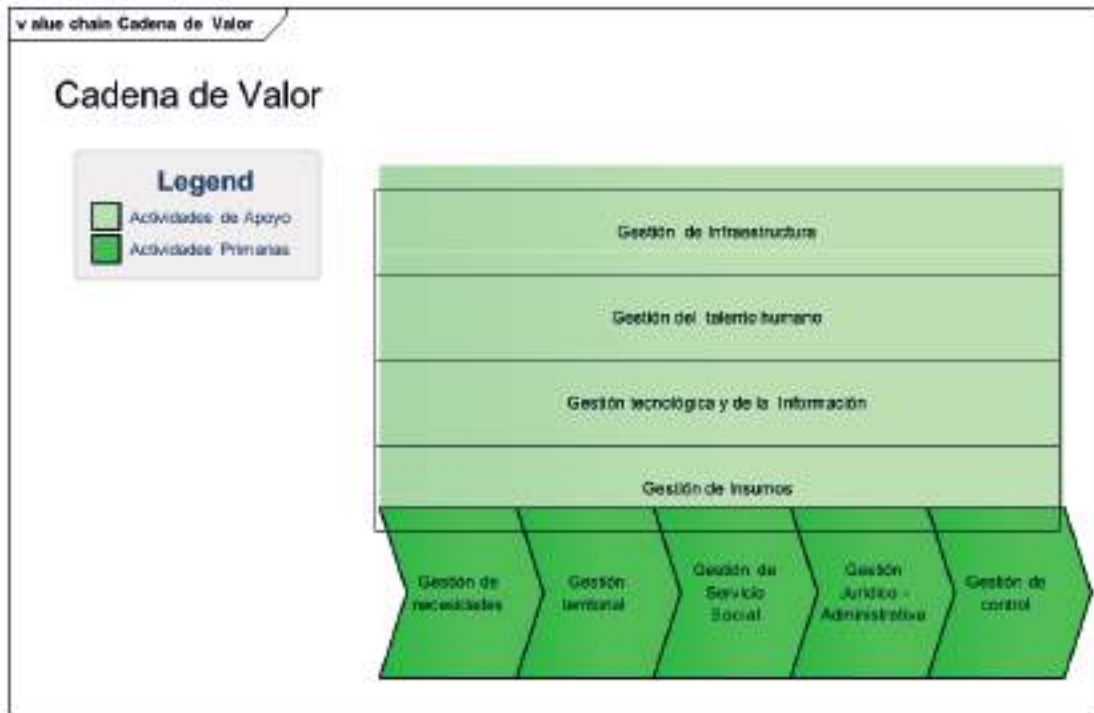 value chain Cadena de Valor
Cadena de Valor
Legend
Actividades de Apoyo
Actividades Primarias
Gestión de Infraestructura
Gestión del talento humano
Gestión tecnológica y de la Información
Gestión de Insumos
Gestión de
necesidades
Gestión
territorial
Gestión de
Servicio
Social
Gestión
Jurídico -
Administrativa
Gestión de
control